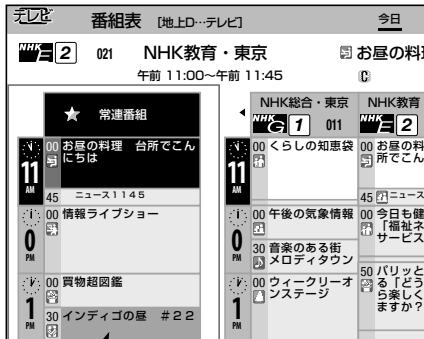 テレビ 番組表 [地上D…テレビ] 今日
NHK E 2 021 NHK教育・東京 お昼の料理
午前 11:00~午前 11:45
★ 常連番組
11 AM
00 お昼の料理 台所でこん
にちは
45 ニュース1145
0 PM
00 情報ライブショー
1 PM
00 買物超図鑑
30 インディゴの昼 #22
NHK総合・東京
NHK G 1 011
11 AM
00 くらしの知恵袋
0 PM
00 午後の気象情報
30 音楽のある街
メロディタウン
1 PM
00 ウィークリーオ
ンステージ
NHK教育
NHK E 2
00 お昼の料
所でこん
45 ニュース
00 今日も健
「福祉ネ
サービス
50 パリッと
る「どう
ら楽しく
ますか?